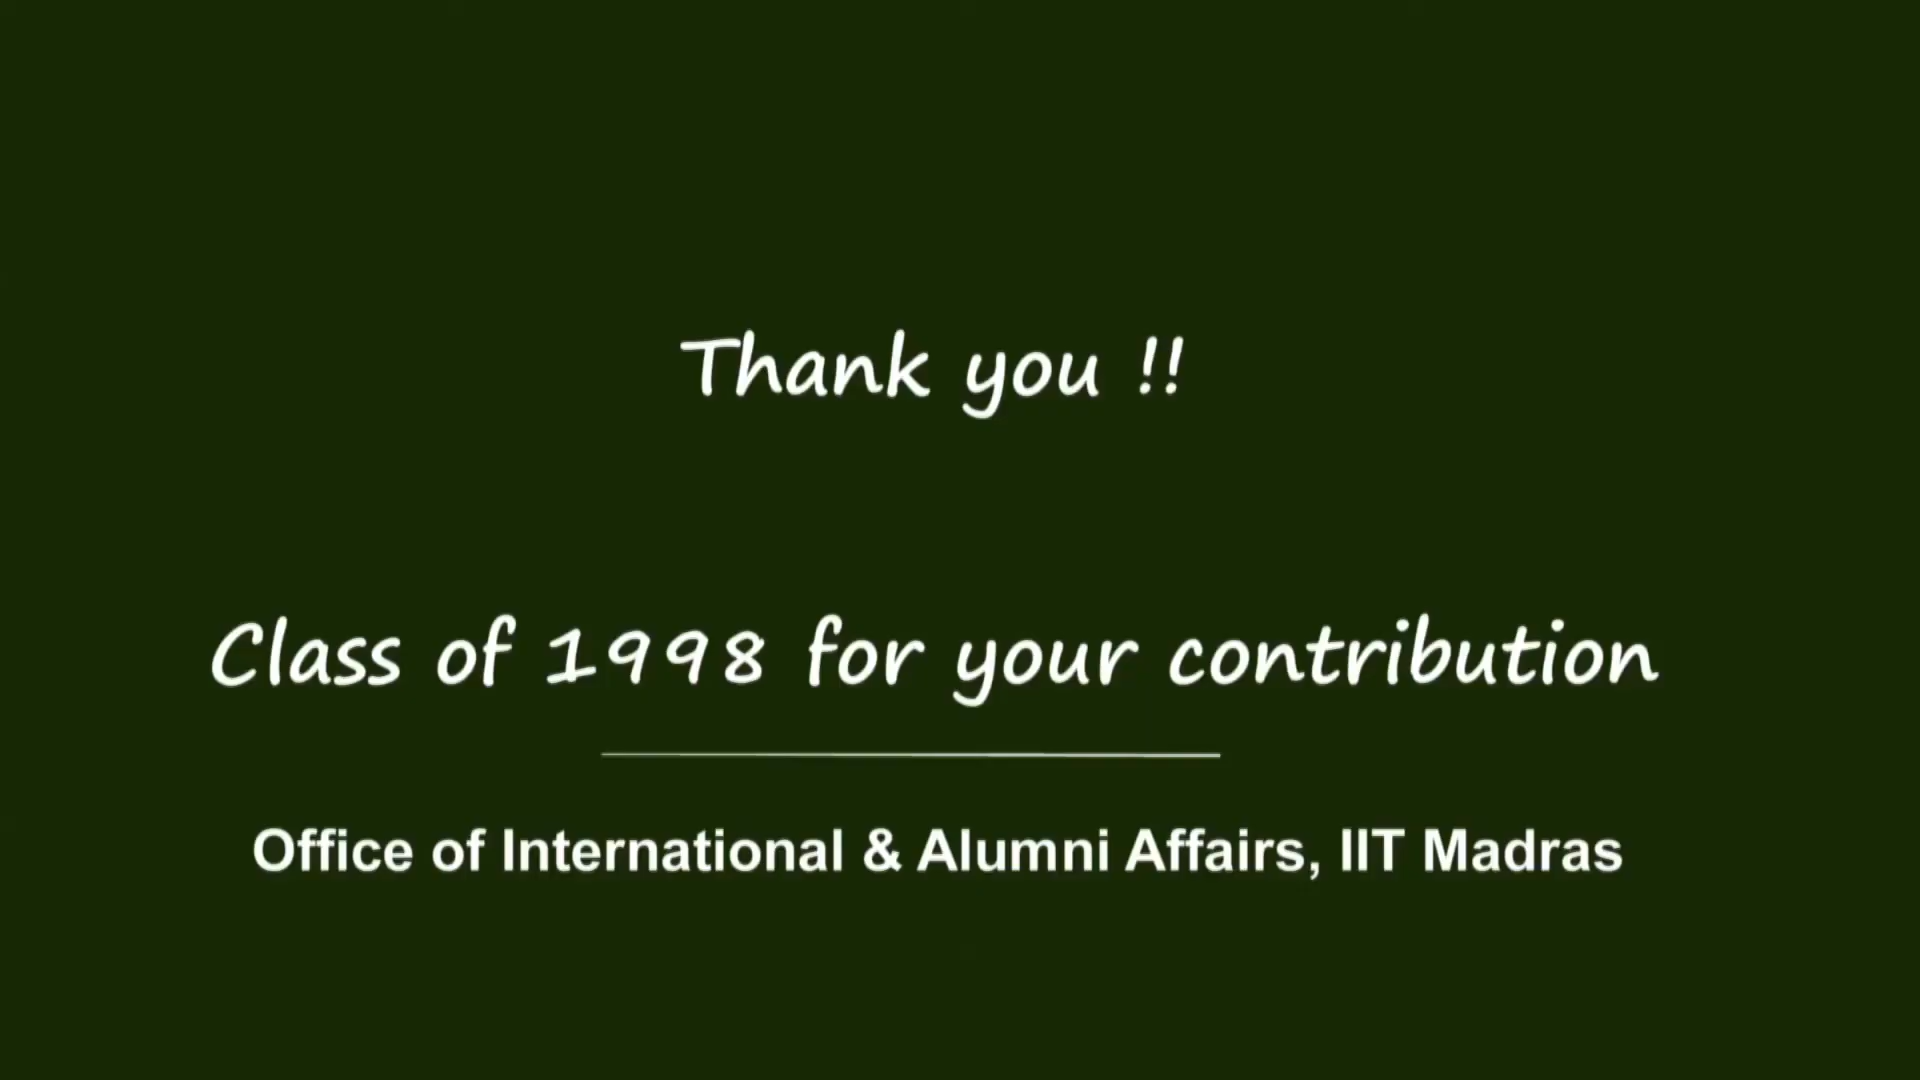 Thank you !!
Class of 1998 for your contribution
Office of International & Alumni Affairs, IIT Madras